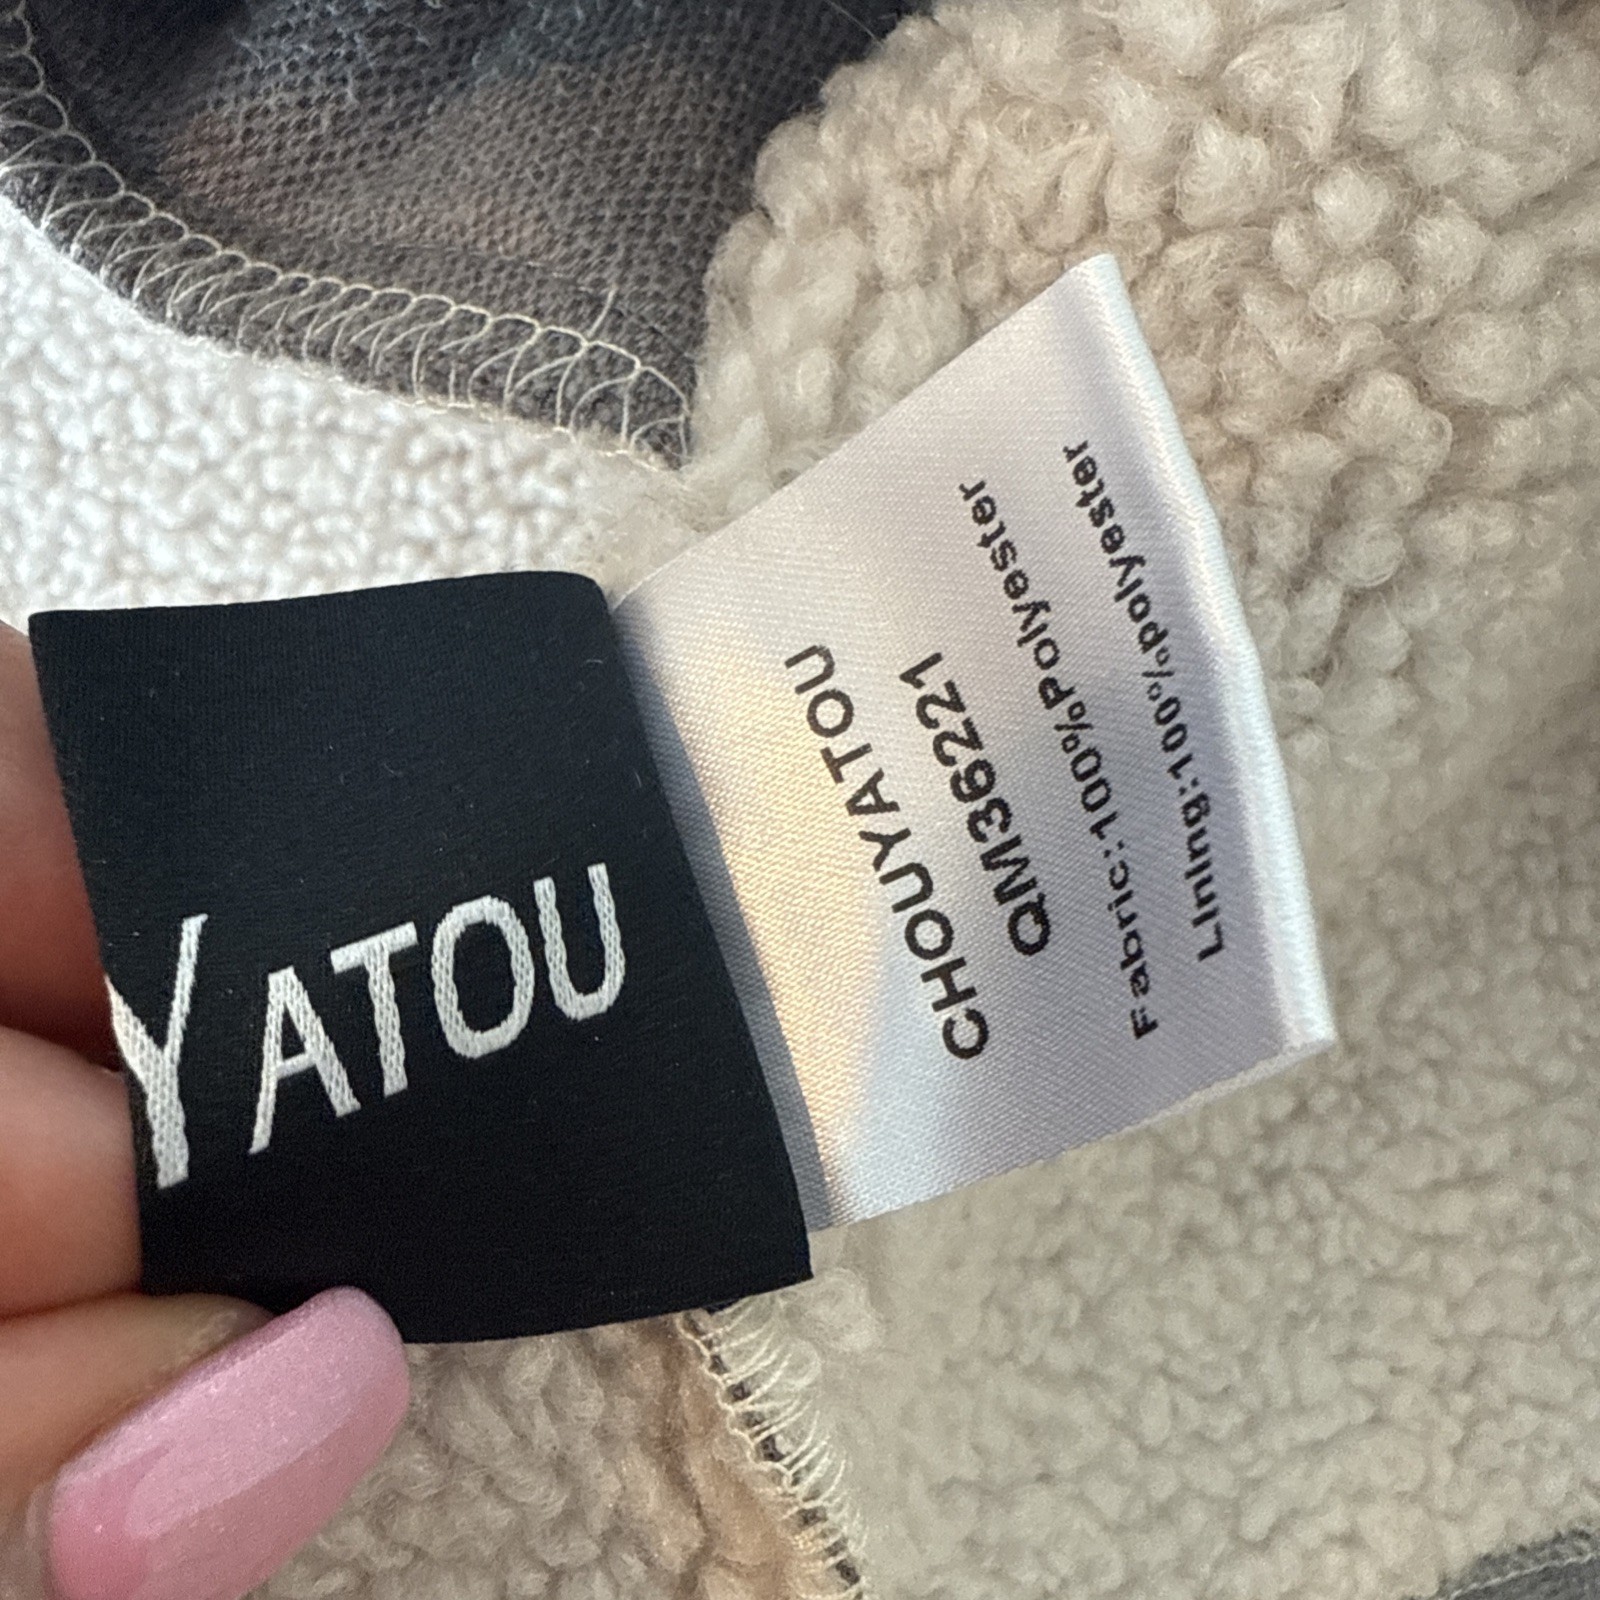 YATOU
CHOUYATOU
QM36221
Fabric:100%Polyester
LIning:100%polyester